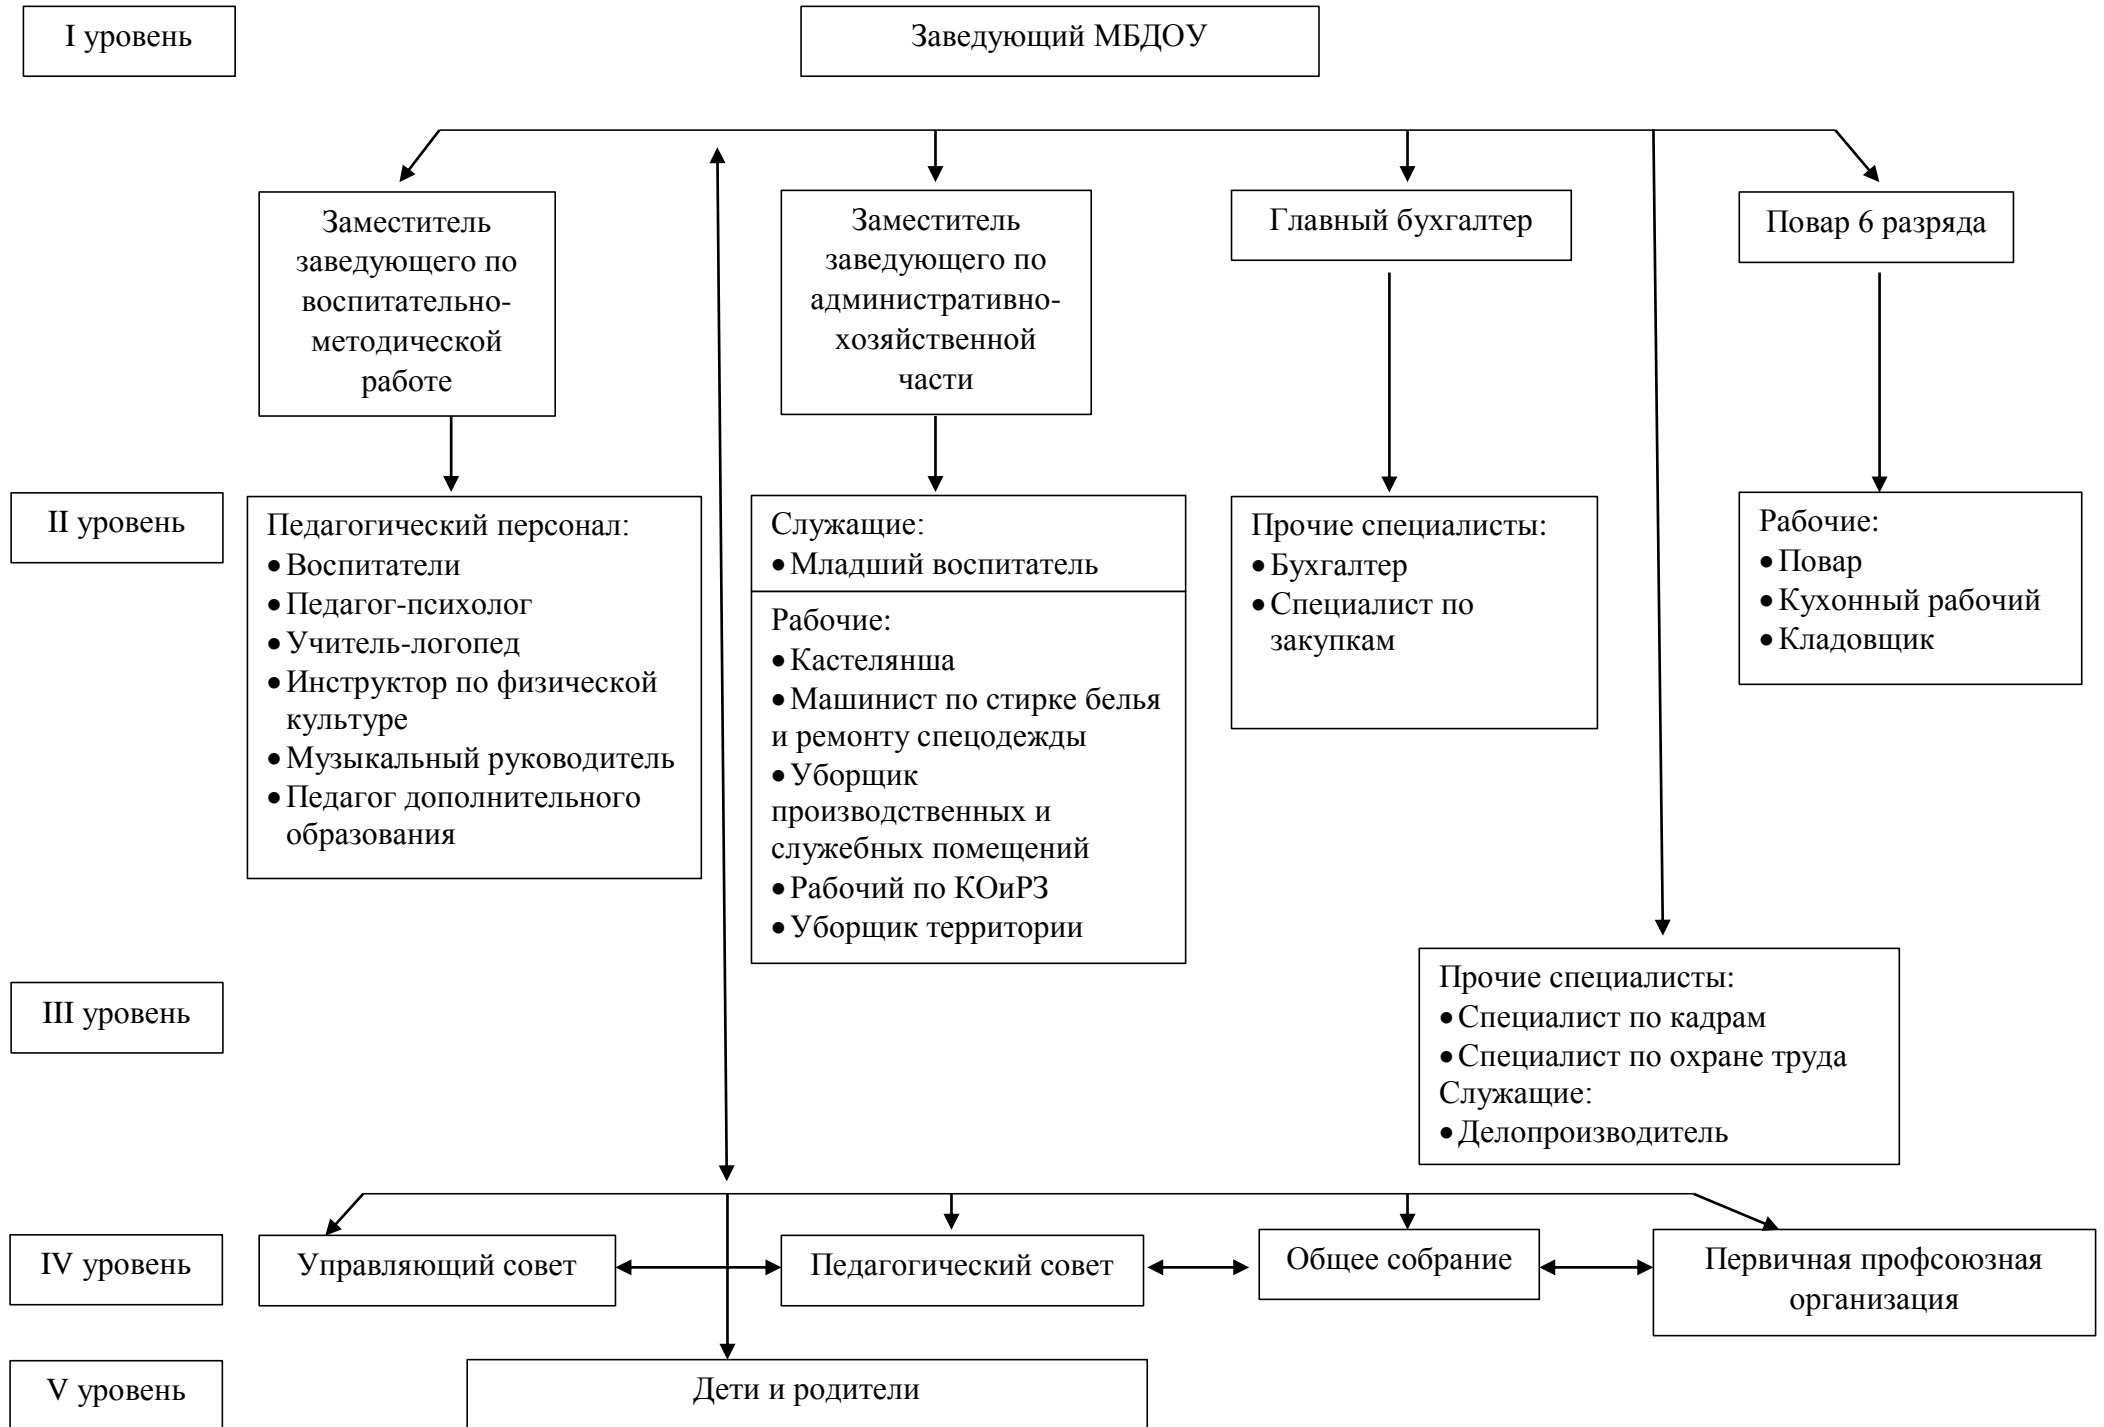 I уровень
Заведующий МБДОУ
Заместитель
заведующего по
воспитательно-
методической
работе
Заместитель
заведующего по
административно-
хозяйственной
части
Главный бухгалтер
Повар 6 разряда
II уровень
Педагогический персонал:
•Воспитатели
•Педагог-психолог
•Учитель-логопед
•Инструктор по физической
культуре
•Музыкальный руководитель
•Педагог дополнительного
образования
Служащие:
•Младший воспитатель
Рабочие:
•Кастелянша
•Машинист по стирке белья
и ремонту спецодежды
•Уборщик
производственных и
служебных помещений
•Рабочий по КОиРЗ
•Уборщик территории
Прочие специалисты:
•Бухгалтер
•Специалист по
закупкам
Рабочие:
•Повар
•Кухонный рабочий
•Кладовщик
III уровень
Прочие специалисты:
•Специалист по кадрам
•Специалист по охране труда
Служащие:
•Делопроизводитель
IV уровень
Управляющий совет
Педагогический совет
Общее собрание
Первичная профсоюзная
организация
V уровень
Дети и родители